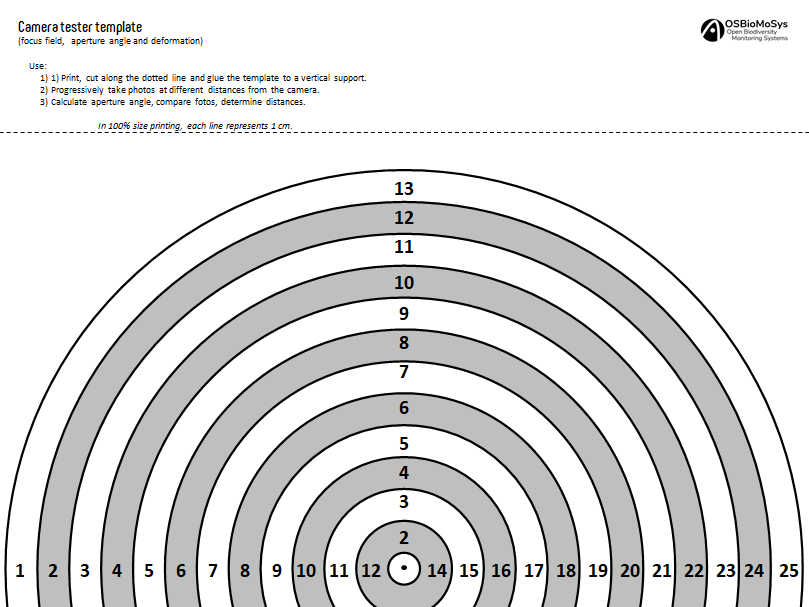 Camera tester template
(focus field, aperture angle and deformation)
OSBioMoSys
Open Biodiversity
Monitoring Systems
Use:
1) 1) Print, cut along the dotted line and glue the template to a vertical support.
2) Progressively take photos at different distances from the camera.
3) Calculate aperture angle, compare fotos, determine distances.
In 100% size printing, each line represents 1 cm.
13
12
11
10
9
8
7
6
5
4
3
2
1 2 3 4 5 6 7 8 9 10 11 12 14 15 16 17 18 19 20 21 22 23 24 25